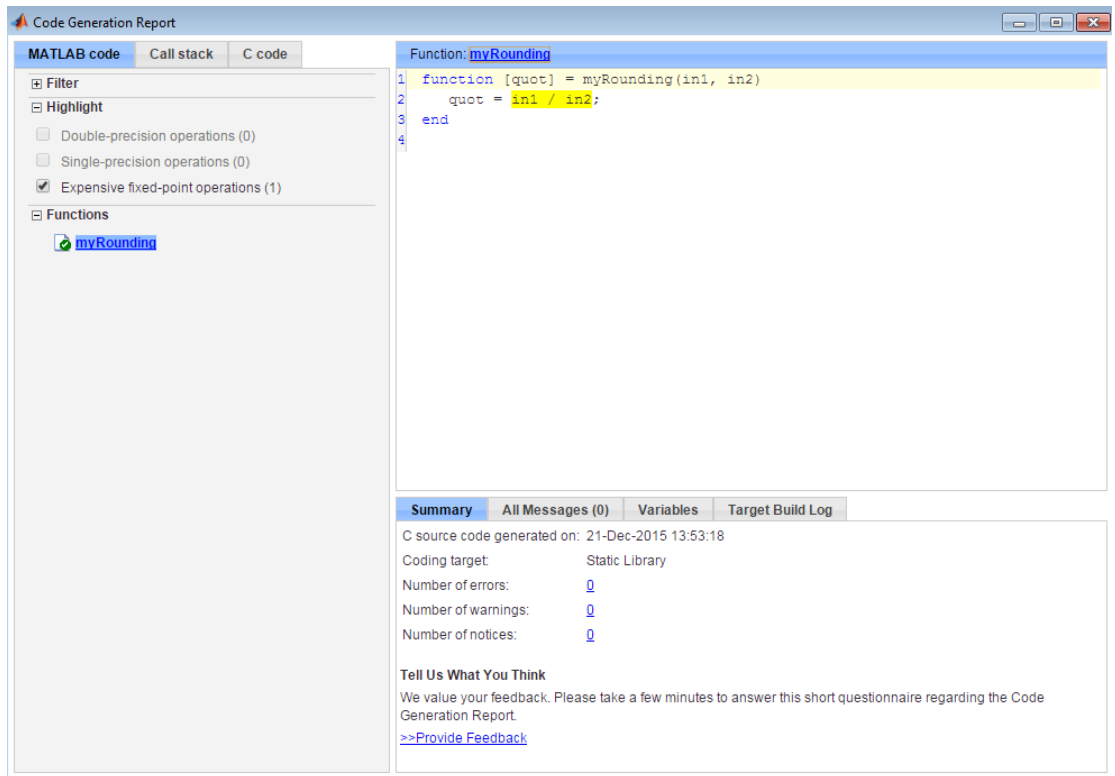 Code Generation Report
MATLAB code Call stack C code
Filter
Highlight
Double-precision operations (0)
Single-precision operations (0)
Expensive fixed-point operations (1)
Functions
myRounding
Function: myRounding
1 function [quot] = myRounding(in1, in2)
2 quot = in1 / in2;
3 end
4
Summary All Messages (0) Variables Target Build Log
C source code generated on: 21-Dec-2015 13:53:18
Coding target: Static Library
Number of errors: 0
Number of warnings: 0
Number of notices: 0
Tell Us What You Think
We value your feedback. Please take a few minutes to answer this short questionnaire regarding the Code
Generation Report.
>>Provide Feedback